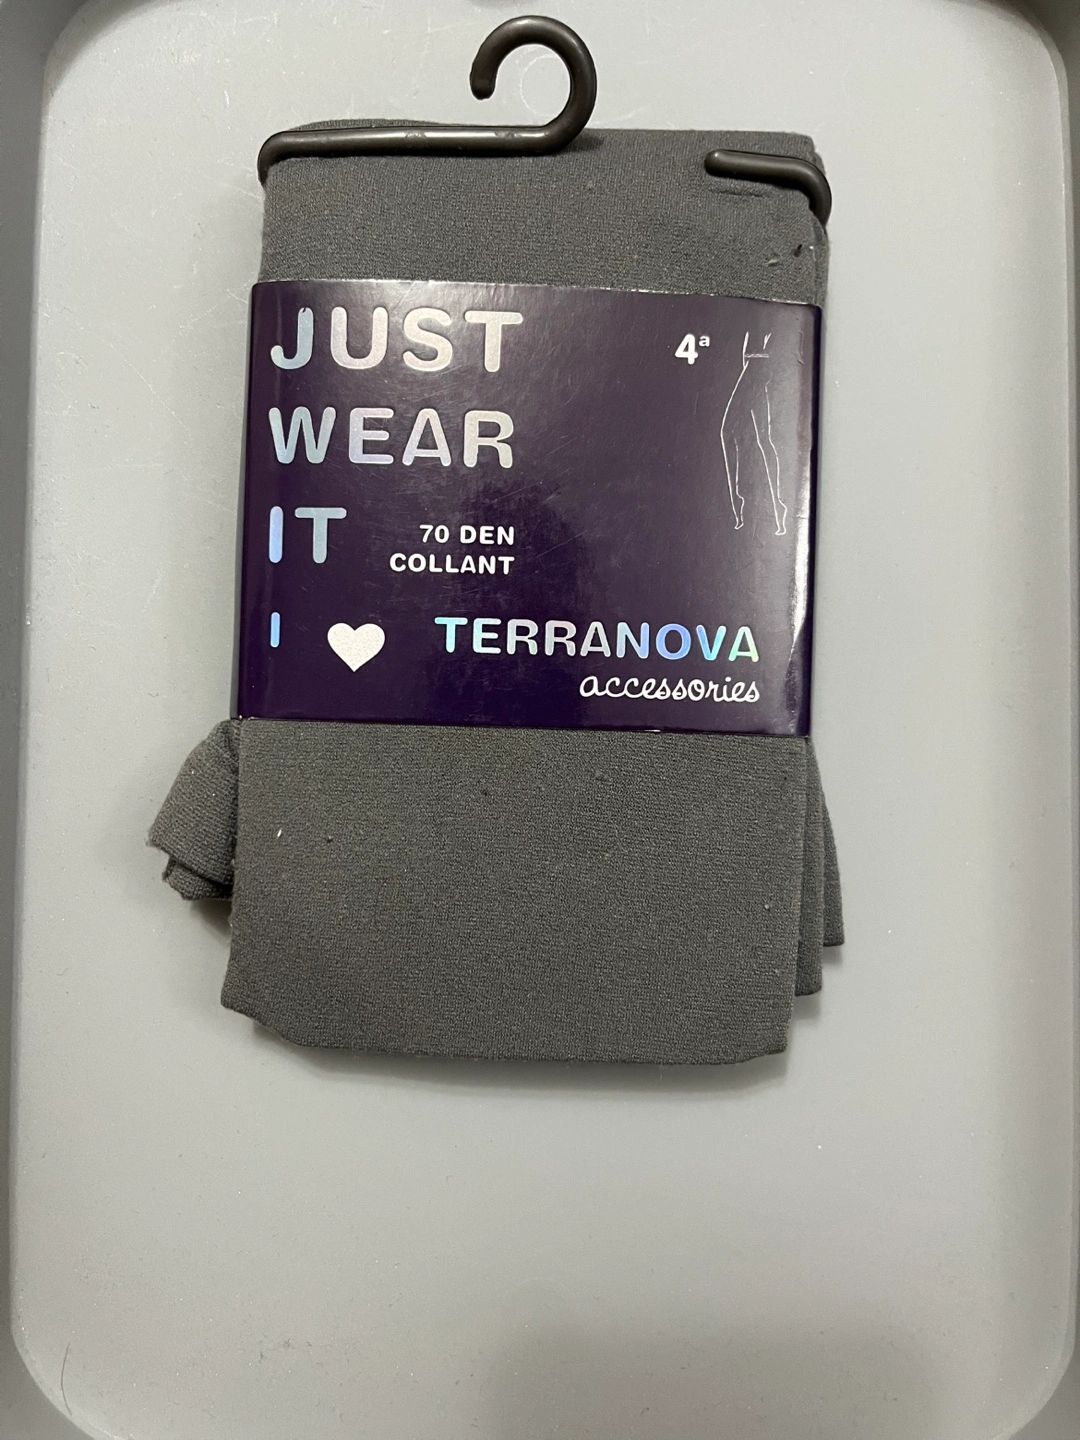 JUST
WEAR
IT
70 DEN
COLLANT
I
TERRANOVA
accessories
4ª